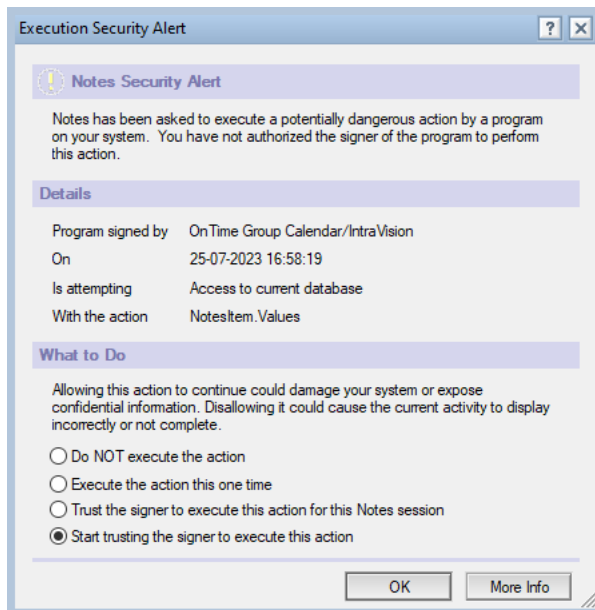 Execution Security Alert
Notes Security Alert
Notes has been asked to execute a potentially dangerous action by a program
on your system. You have not authorized the signer of the program to perform
this action.
Details
Program signed by OnTime Group Calendar/IntraVision
On 25-07-2023 16:58:19
Is attempting Access to current database
With the action NotesItem.Values
What to Do
Allowing this action to continue could damage your system or expose
confidential information. Disallowing it could cause the current activity to display
incorrectly or not complete.
Do NOT execute the action
Execute the action this one time
Trust the signer to execute this action for this Notes session
Start trusting the signer to execute this action
OK More Info